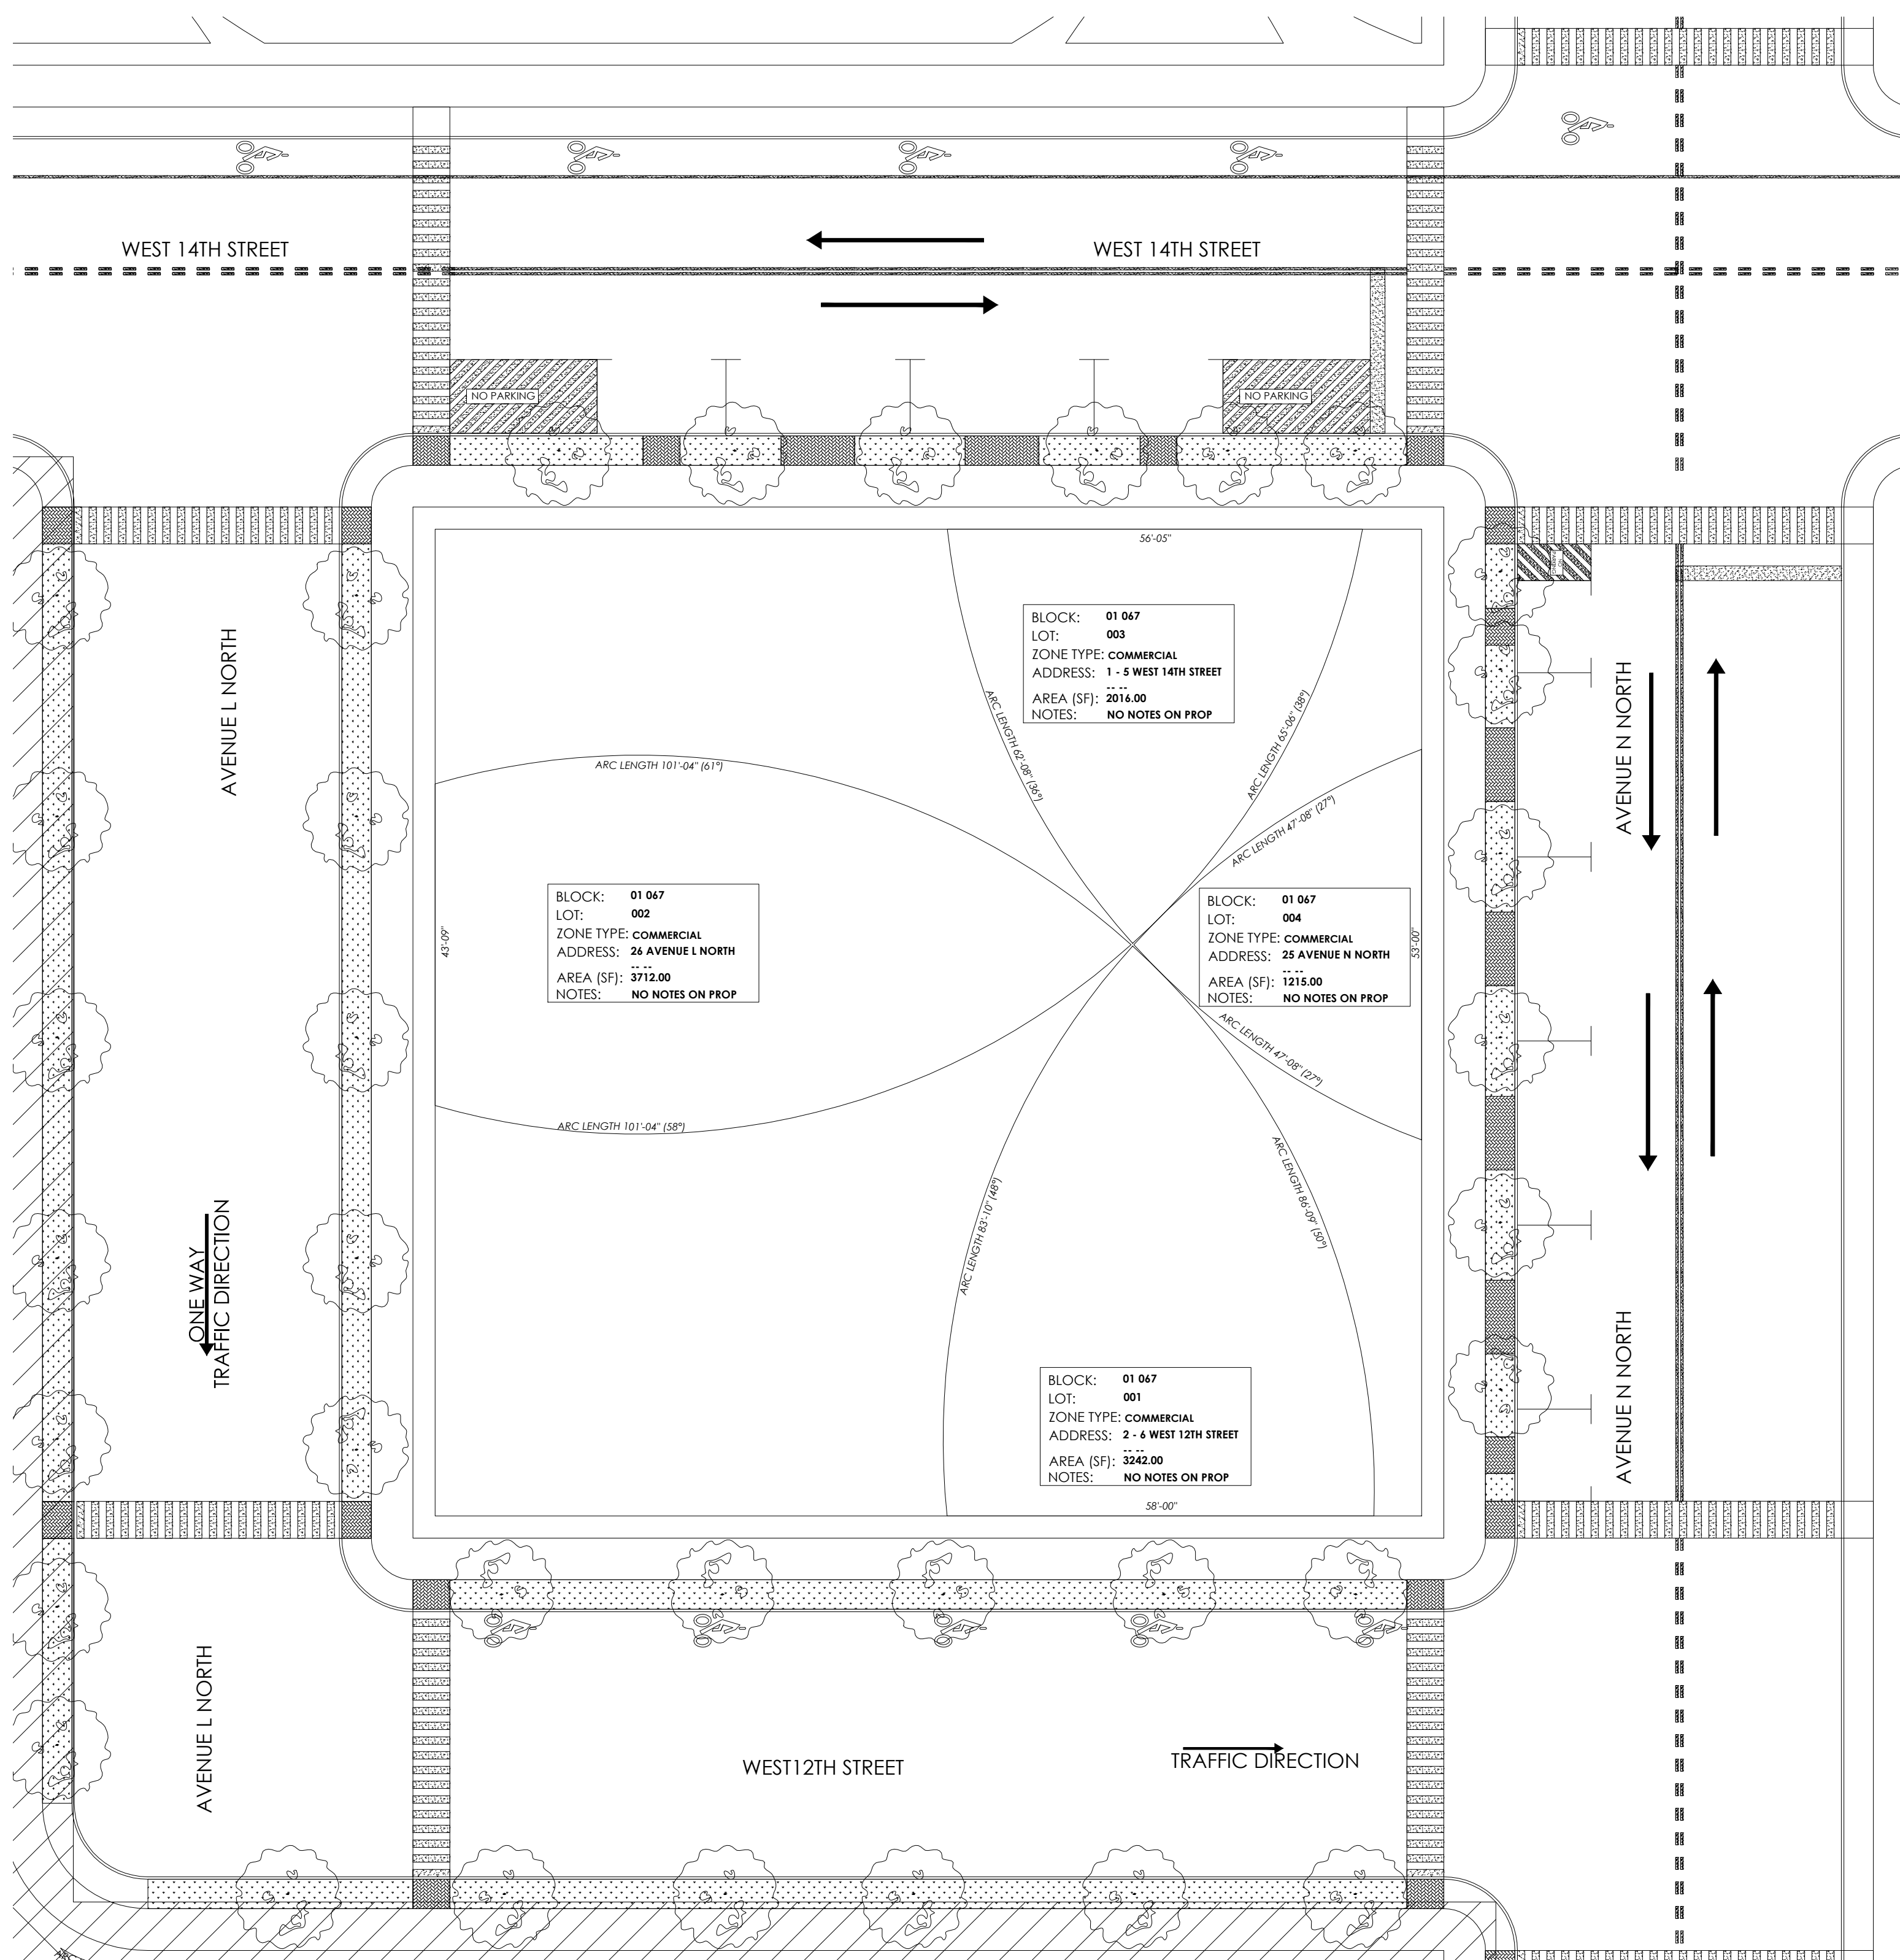 WEST 14TH STREET
WEST 14TH STREET
NO PARKING
NO PARKING
56'-05"
BLOCK: 01 067
LOT: 003
ZONE TYPE: COMMERCIAL
ADDRESS: 1 - 5 WEST 14TH STREET
-- --
AREA (SF): 2016.00
NOTES: NO NOTES ON PROP
AVENUE L NORTH
AVENUE N NORTH
ARC LENGTH 62'-08" (36°)
ARC LENGTH 65'-06" (38°)
ARC LENGTH 101'-04" (61°)
ARC LENGTH 47'-08" (27°)
BLOCK: 01 067
LOT: 002
ZONE TYPE: COMMERCIAL
ADDRESS: 26 AVENUE L NORTH
-- --
AREA (SF): 3712.00
NOTES: NO NOTES ON PROP
43'-09"
BLOCK: 01 067
LOT: 004
ZONE TYPE: COMMERCIAL
ADDRESS: 25 AVENUE N NORTH
-- --
AREA (SF): 1215.00
NOTES: NO NOTES ON PROP
53'-00"
ARC LENGTH 47'-08" (27°)
ARC LENGTH 101'-04" (58°)
ARC LENGTH 83'-10" (48°)
ARC LENGTH 86'-09" (50°)
ONE WAY
TRAFFIC DIRECTION
BLOCK: 01 067
LOT: 001
ZONE TYPE: COMMERCIAL
ADDRESS: 2 - 6 WEST 12TH STREET
-- --
AREA (SF): 3242.00
NOTES: NO NOTES ON PROP
58'-00"
AVENUE N NORTH
AVENUE L NORTH
WEST12TH STREET
TRAFFIC DIRECTION